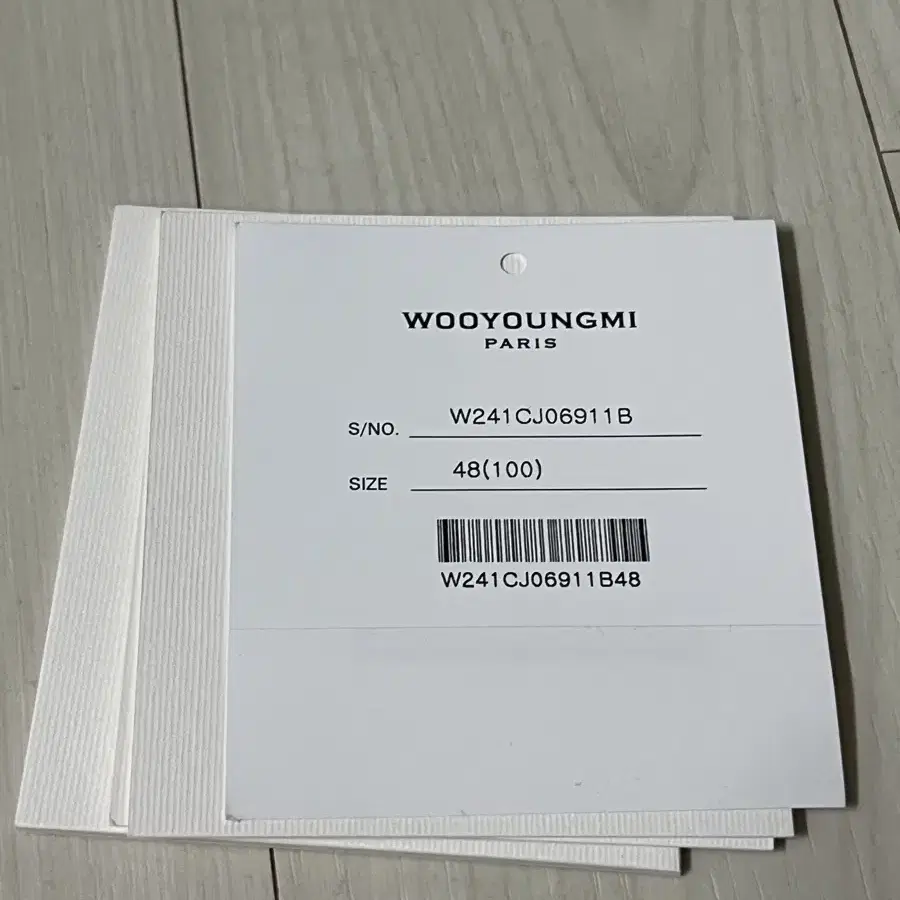 WOOYOUNGMI
PARIS
S/NO. W241CJ06911B
SIZE 48(100)
W241CJ06911B48